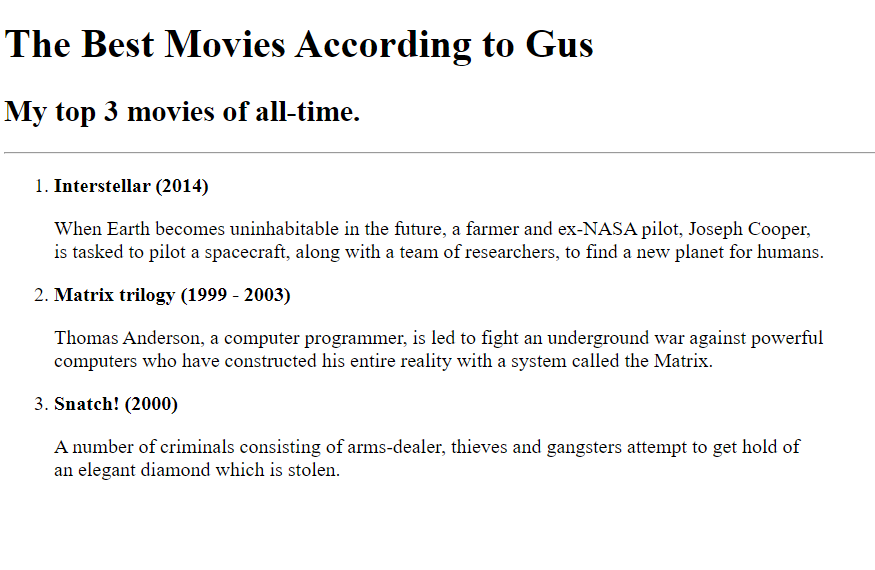 The Best Movies According to Gus
My top 3 movies of all-time.
1. Interstellar (2014)
When Earth becomes uninhabitable in the future, a farmer and ex-NASA pilot, Joseph Cooper,
is tasked to pilot a spacecraft, along with a team of researchers, to find a new planet for humans.
2. Matrix trilogy (1999 - 2003)
Thomas Anderson, a computer programmer, is led to fight an underground war against powerful
computers who have constructed his entire reality with a system called the Matrix.
3. Snatch! (2000)
A number of criminals consisting of arms-dealer, thieves and gangsters attempt to get hold of
an elegant diamond which is stolen.